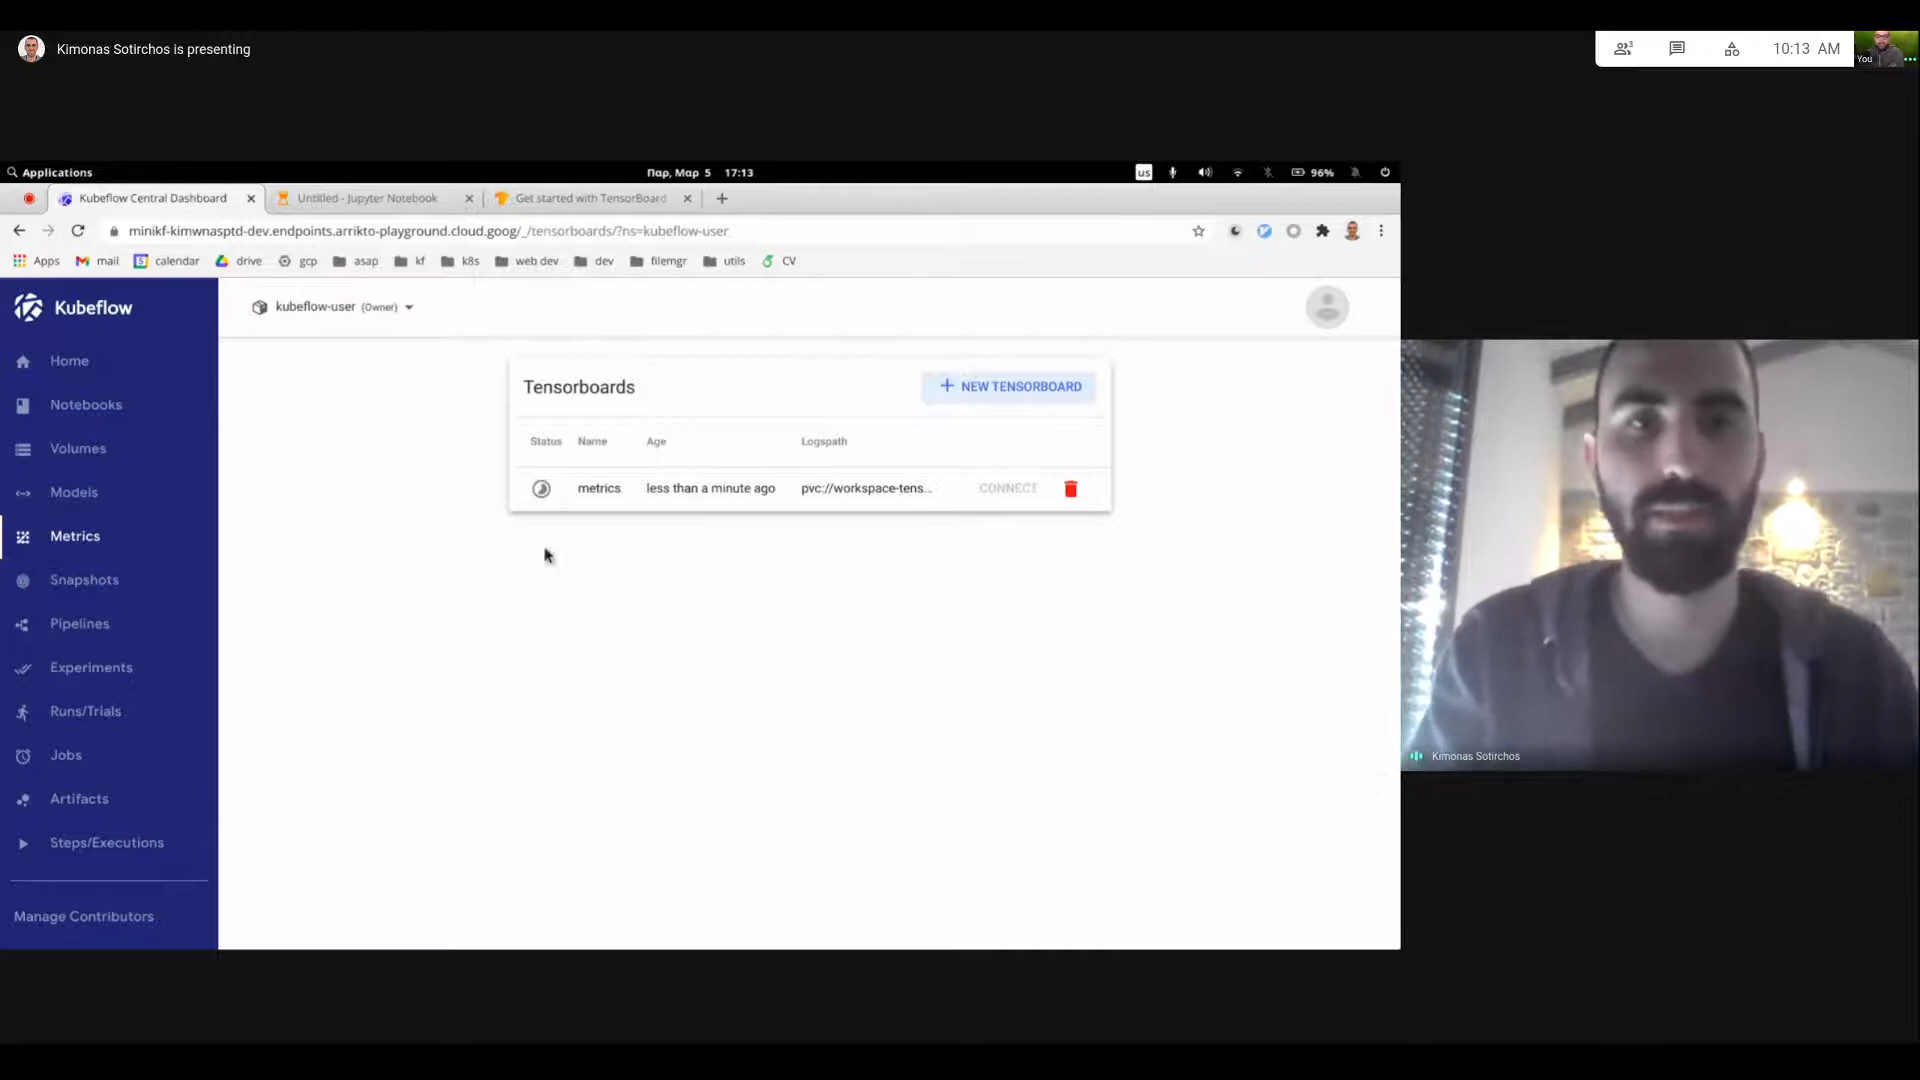 Kimonas Sotirchos is presenting
3
10:13 AM
You
Applications
Παρ, Μαρ 5 17:13
us
96%
Kubeflow Central Dashboard
Untitled - Jupyter Notebook
Get started with TensorBoard
minikf-kimwnasptd-dev.endpoints.arrikto-playground.cloud.goog/_/tensorboards/?ns=kubeflow-user
Apps
mail
calendar
drive
gcp
asap
kf
k8s
web dev
dev
filemgr
utils
CV
Kubeflow
kubeflow-user (Owner)
Home
Notebooks
Volumes
Models
Metrics
Snapshots
Pipelines
Experiments
Runs/Trials
Jobs
Artifacts
Steps/Executions
Manage Contributors
Tensorboards
+ NEW TENSORBOARD
Status Name Age Logspath
metrics less than a minute ago pvc://workspace-tens... CONNECT
Kimonas Sotirchos